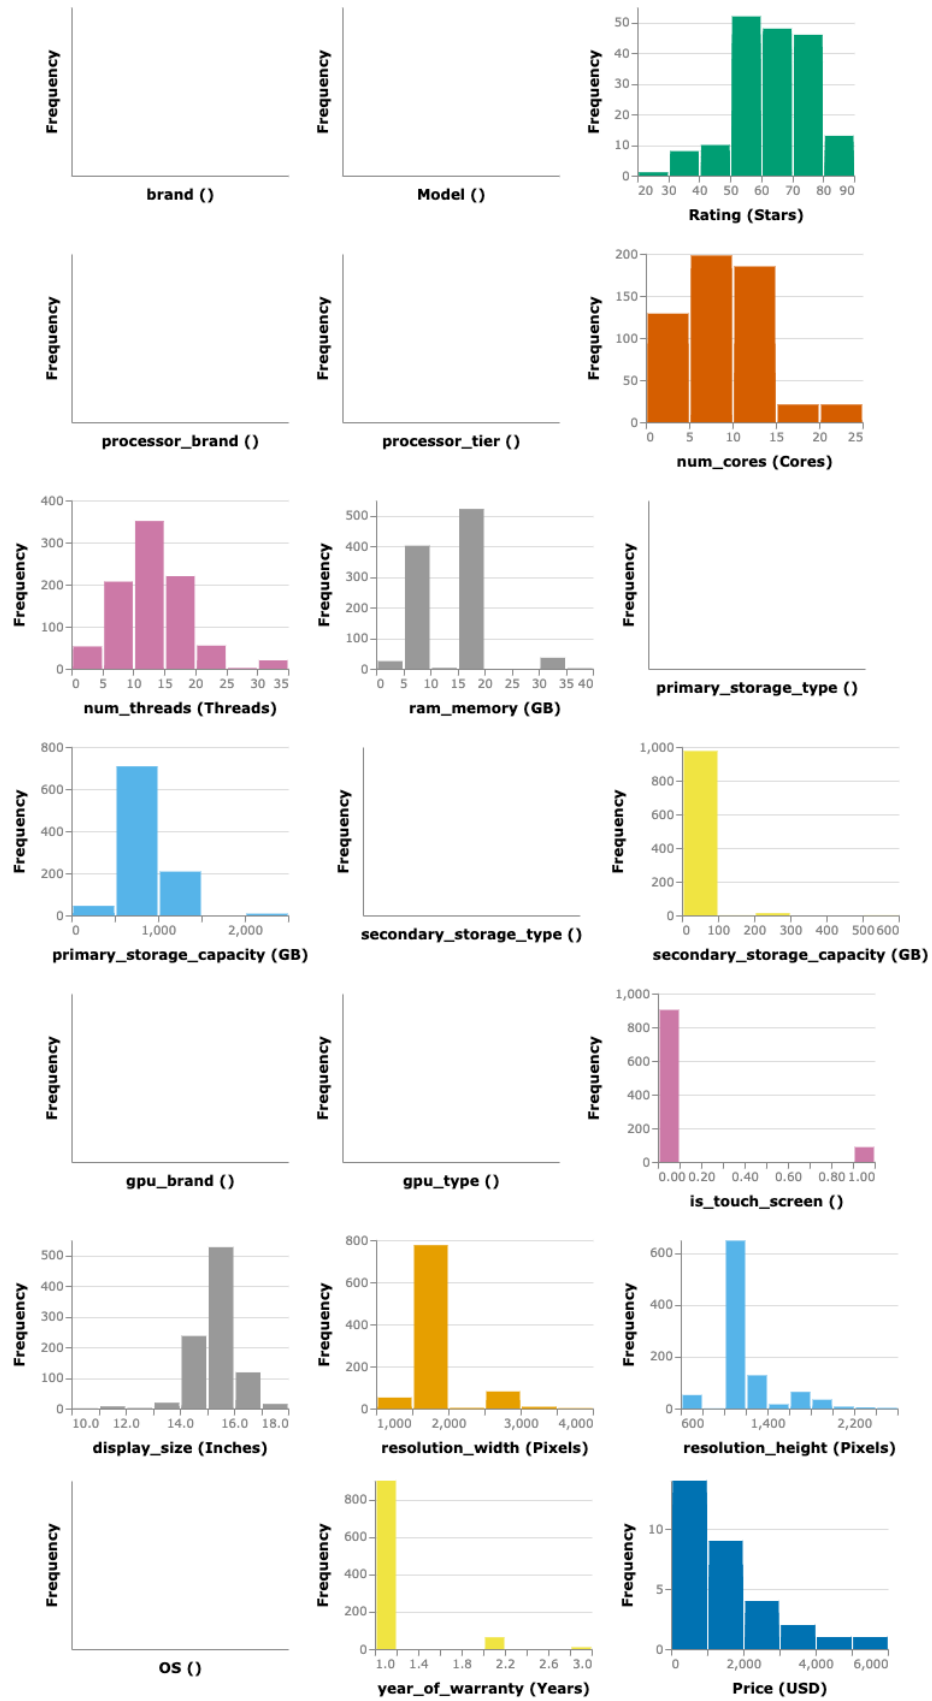 Frequency
brand ()
Frequency
Model ()
Frequency
50
40
30
20
10
0
20 30 40 50 60 70 80 90
Rating (Stars)
Frequency
processor_brand ()
Frequency
processor_tier ()
Frequency
200
150
100
50
0
0 5 10 15 20 25
num_cores (Cores)
Frequency
400
300
200
100
0
0 5 10 15 20 25 30 35
num_threads (Threads)
Frequency
500
400
300
200
100
0
0 5 10 15 20 25 30 35 40
ram_memory (GB)
Frequency
primary_storage_type ()
Frequency
800
600
400
200
0
0 1,000 2,000
primary_storage_capacity (GB)
Frequency
secondary_storage_type ()
Frequency
1,000
800
600
400
200
0
0 100 200 300 400 500 600
secondary_storage_capacity (GB)
Frequency
gpu_brand ()
Frequency
gpu_type ()
Frequency
1,000
800
600
400
200
0
0.00 0.20 0.40 0.60 0.80 1.00
is_touch_screen ()
Frequency
500
400
300
200
100
0
10.0 12.0 14.0 16.0 18.0
display_size (Inches)
Frequency
800
600
400
200
0
1,000 2,000 3,000 4,000
resolution_width (Pixels)
Frequency
600
400
200
0
600 1,400 2,200
resolution_height (Pixels)
Frequency
OS ()
Frequency
800
600
400
200
0
1.0 1.4 1.8 2.2 2.6 3.0
year_of_warranty (Years)
Frequency
10
5
0
0 2,000 4,000 6,000
Price (USD)